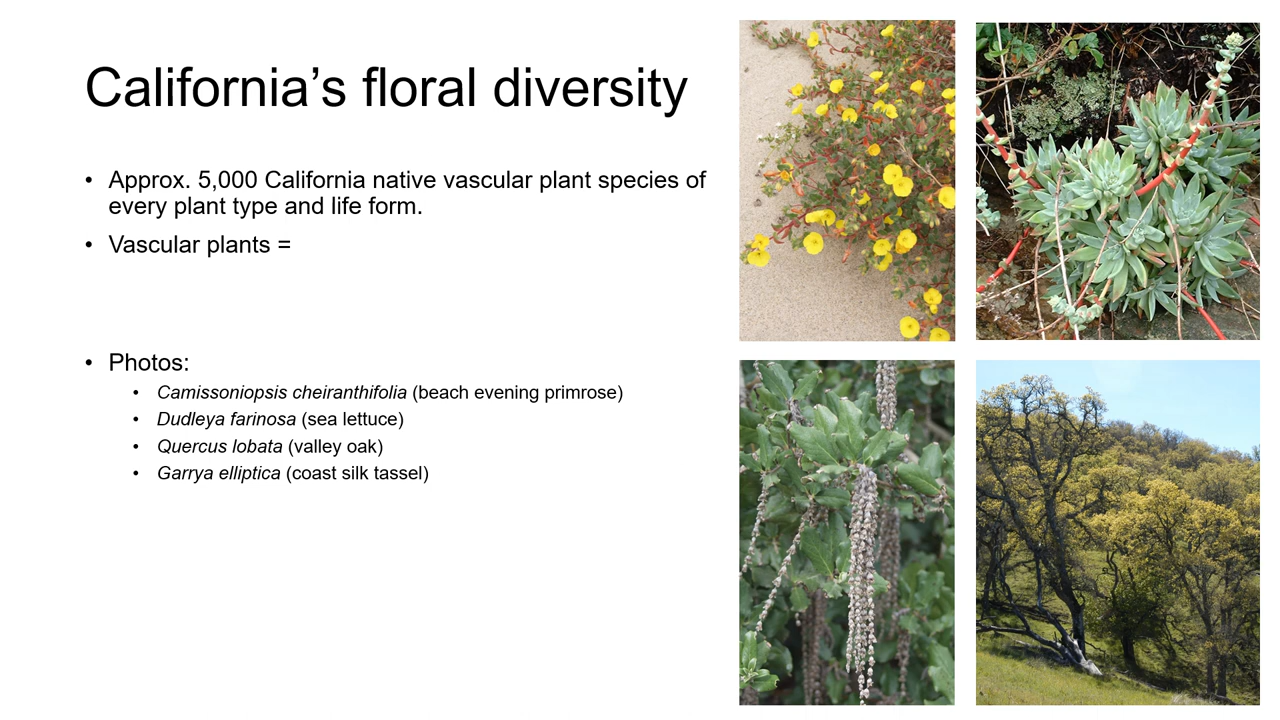 California’s floral diversity
• Approx. 5,000 California native vascular plant species of
every plant type and life form.
• Vascular plants =
• Photos:
• Camissoniopsis cheiranthifolia (beach evening primrose)
• Dudleya farinosa (sea lettuce)
• Quercus lobata (valley oak)
• Garrya elliptica (coast silk tassel)